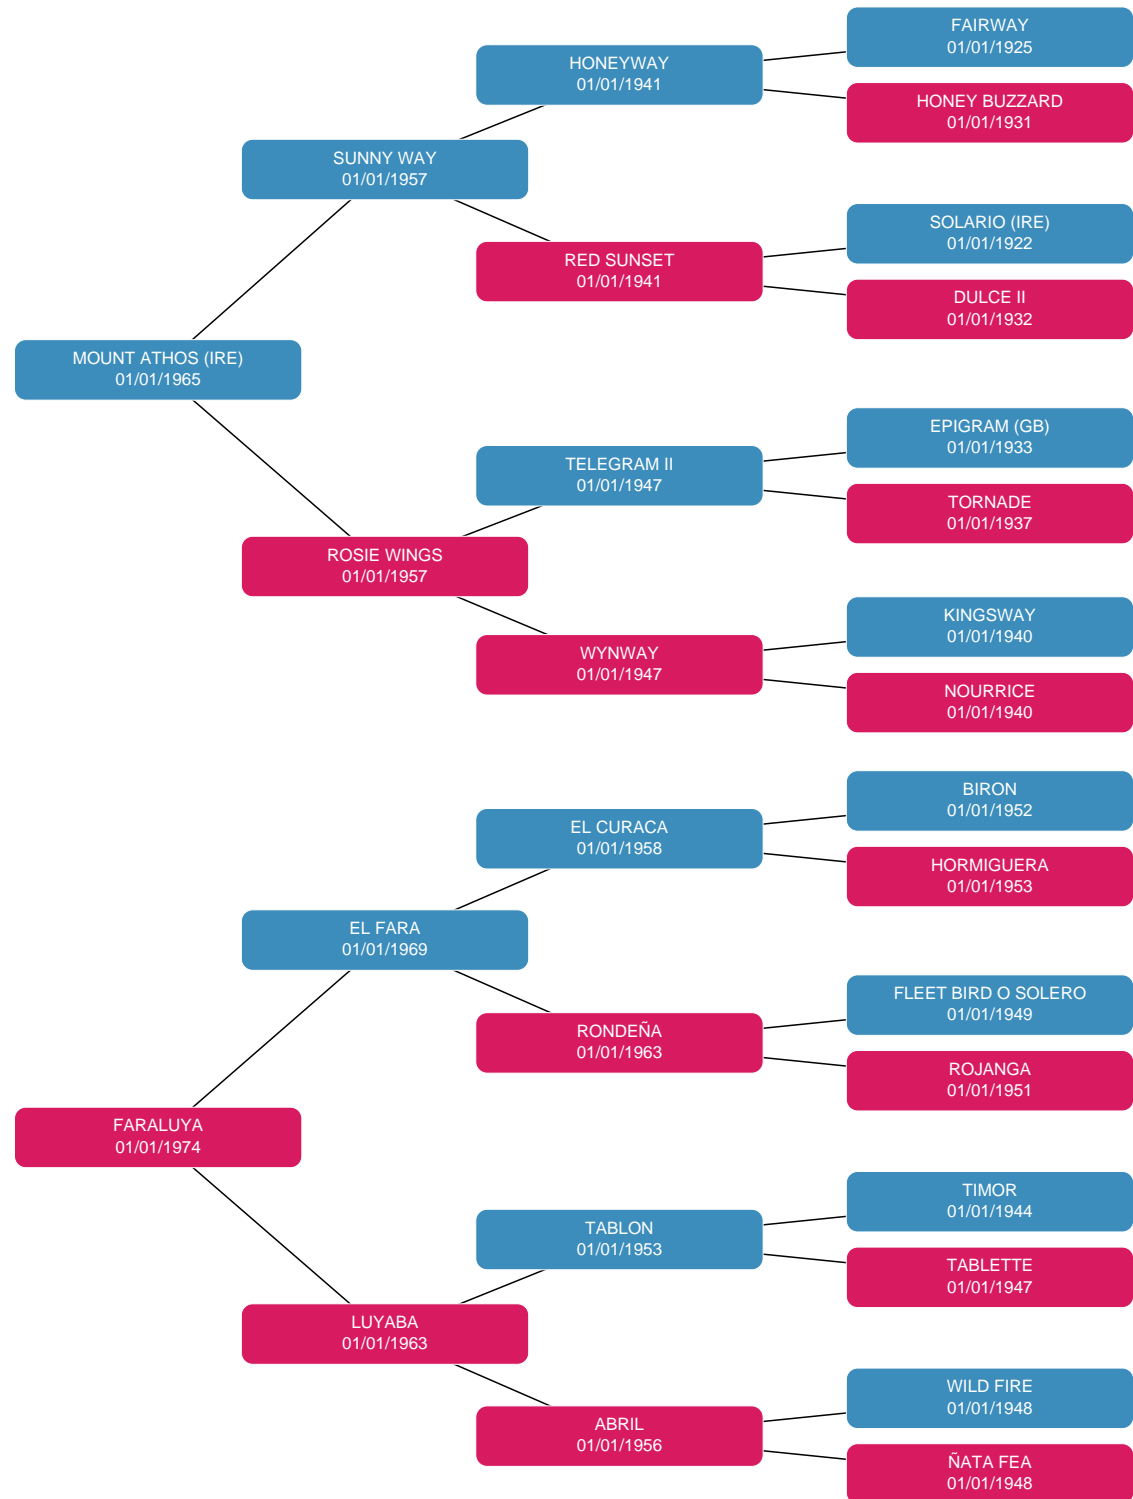 FAIRWAY
01/01/1925
HONEYWAY
01/01/1941
HONEY BUZZARD
01/01/1931
SUNNY WAY
01/01/1957
SOLARIO (IRE)
01/01/1922
RED SUNSET
01/01/1941
DULCE II
01/01/1932
MOUNT ATHOS (IRE)
01/01/1965
EPIGRAM (GB)
01/01/1933
TELEGRAM II
01/01/1947
TORNADE
01/01/1937
ROSIE WINGS
01/01/1957
KINGSWAY
01/01/1940
WYNWAY
01/01/1947
NOURRICE
01/01/1940
BIRON
01/01/1952
EL CURACA
01/01/1958
HORMIGUERA
01/01/1953
EL FARA
01/01/1969
FLEET BIRD O SOLERO
01/01/1949
RONDEÑA
01/01/1963
ROJANGA
01/01/1951
FARALUYA
01/01/1974
TIMOR
01/01/1944
TABLON
01/01/1953
TABLETTE
01/01/1947
LUYABA
01/01/1963
WILD FIRE
01/01/1948
ABRIL
01/01/1956
ÑATA FEA
01/01/1948